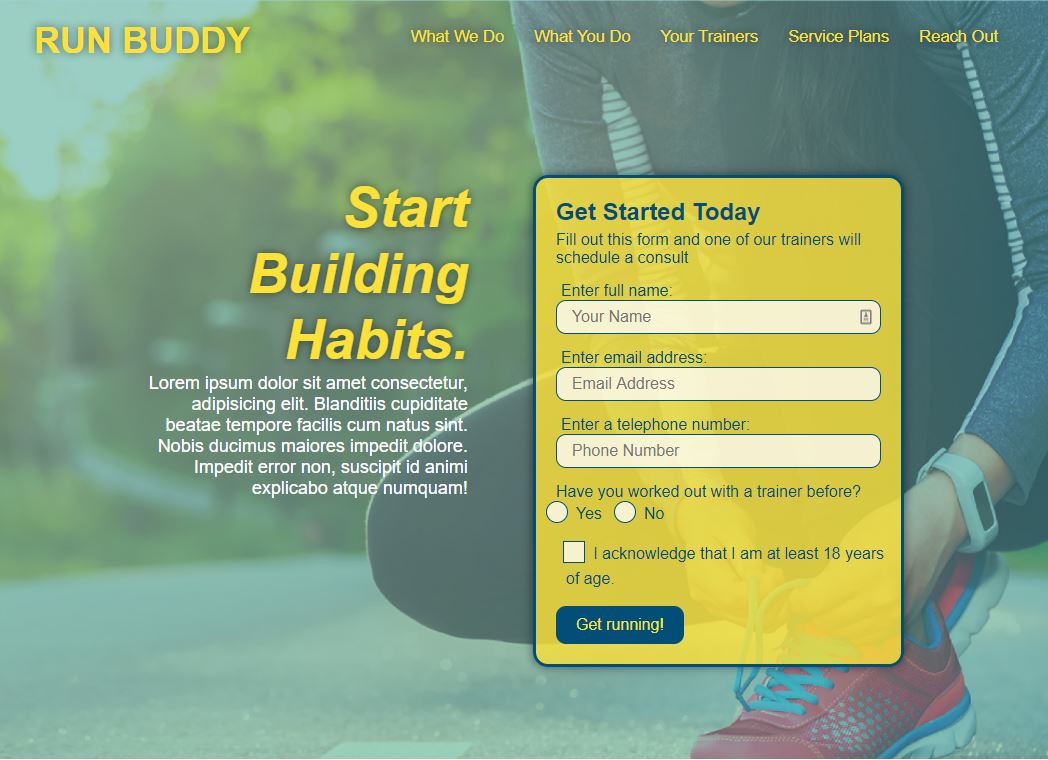 RUN BUDDY
What We Do What You Do Your Trainers Service Plans Reach Out
Start
Building
Habits.
Lorem ipsum dolor sit amet consectetur,
adipisicing elit. Blanditiis cupiditate
beatae tempore facilis cum natus sint.
Nobis ducimus maiores impedit dolore.
Impedit error non, suscipit id animi
explicabo atque numquam!
Get Started Today
Fill out this form and one of our trainers will
schedule a consult
Enter full name:
Your Name
Enter email address:
Email Address
Enter a telephone number:
Phone Number
Have you worked out with a trainer before?
Yes No
I acknowledge that I am at least 18 years
of age.
Get running!